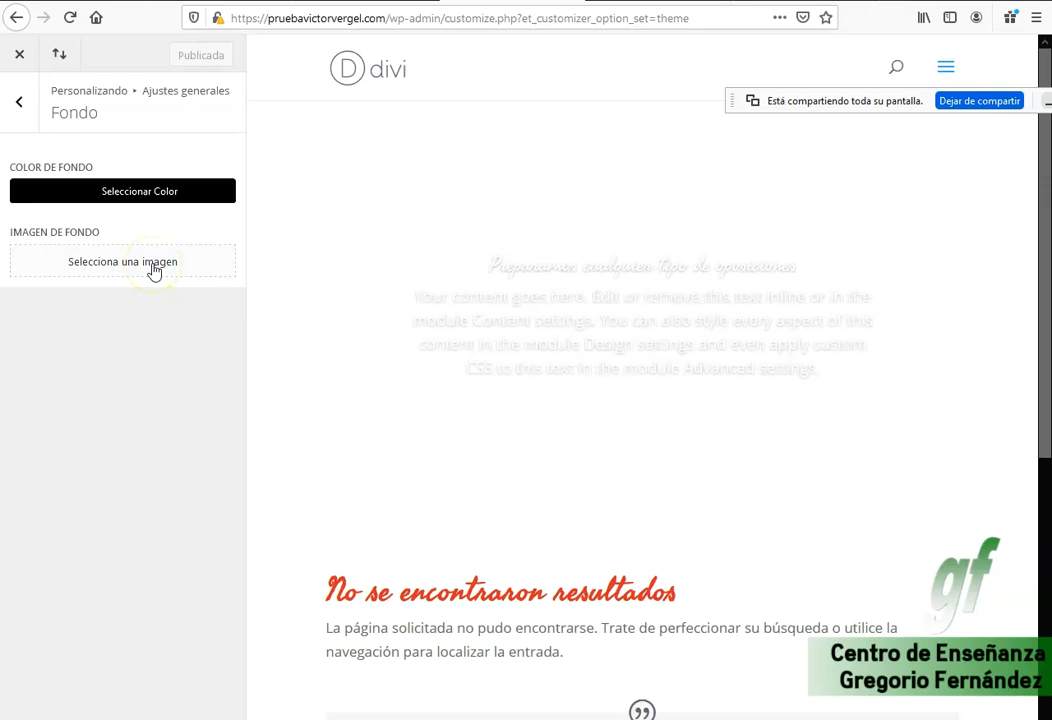 https://pruebavictorvergel.com/wp-admin/customize.php?et_customizer_option_set=theme
Publicada
Personalizando ▸ Ajustes generales
Fondo
COLOR DE FONDO
Seleccionar Color
IMAGEN DE FONDO
Selecciona una imagen
D divi
Está compartiendo toda su pantalla.
Dejar de compartir
Preparamos cualquier tipo de oposiciones
Your content goes here. Edit or remove this text inline or in the
module Content settings. You can also style every aspect of this
content in the module Design settings and even apply custom
CSS to this text in the module Advanced settings.
No se encontraron resultados
La página solicitada no pudo encontrarse. Trate de perfeccionar su búsqueda o utilice la
navegación para localizar la entrada.
gf
Centro de Enseñanza
Gregorio Fernández